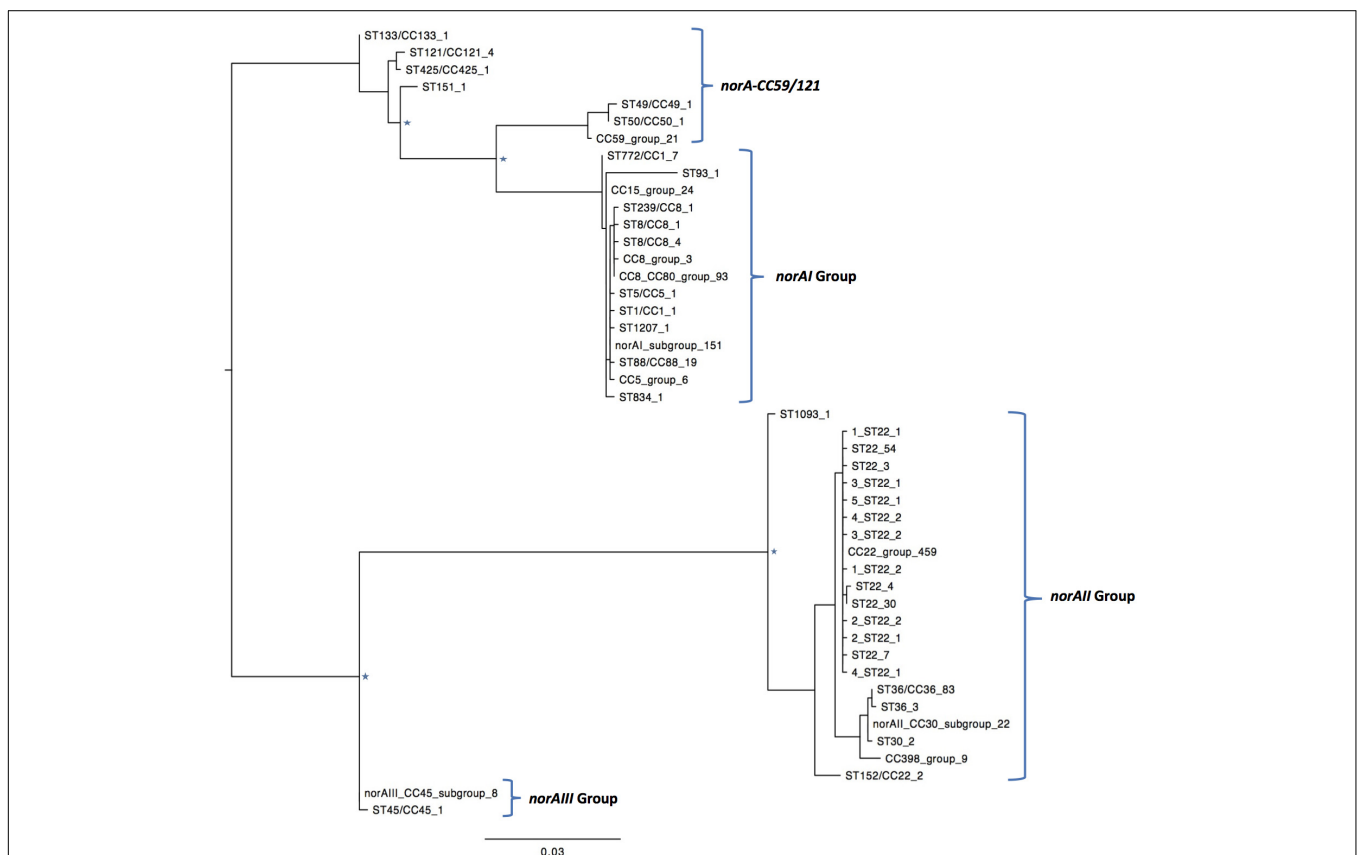 ST133/CC133_1
ST121/CC121_4
ST425/CC425_1
ST151_1
norA-CC59/121
ST49/CC49_1
ST50/CC50_1
CC59_group_21
ST772/CC1_7
ST93_1
CC15_group_24
ST239/CC8_1
ST8/CC8_1
ST8/CC8_4
CC8_group_3
CC8_CC80_group_93
norAI Group
ST5/CC5_1
ST1/CC1_1
ST1207_1
norAI_subgroup_151
ST88/CC88_19
CC5_group_6
ST834_1
ST1093_1
1_ST22_1
ST22_54
ST22_3
3_ST22_1
5_ST22_1
4_ST22_2
3_ST22_2
CC22_group_459
1_ST22_2
ST22_4
norAII Group
ST22_30
2_ST22_2
2_ST22_1
ST22_7
4_ST22_1
ST36/CC36_83
ST36_3
norAII_CC30_subgroup_22
ST30_2
CC398_group_9
ST152/CC22_2
norAIII_CC45_subgroup_8
norAIII Group
ST45/CC45_1
0.03